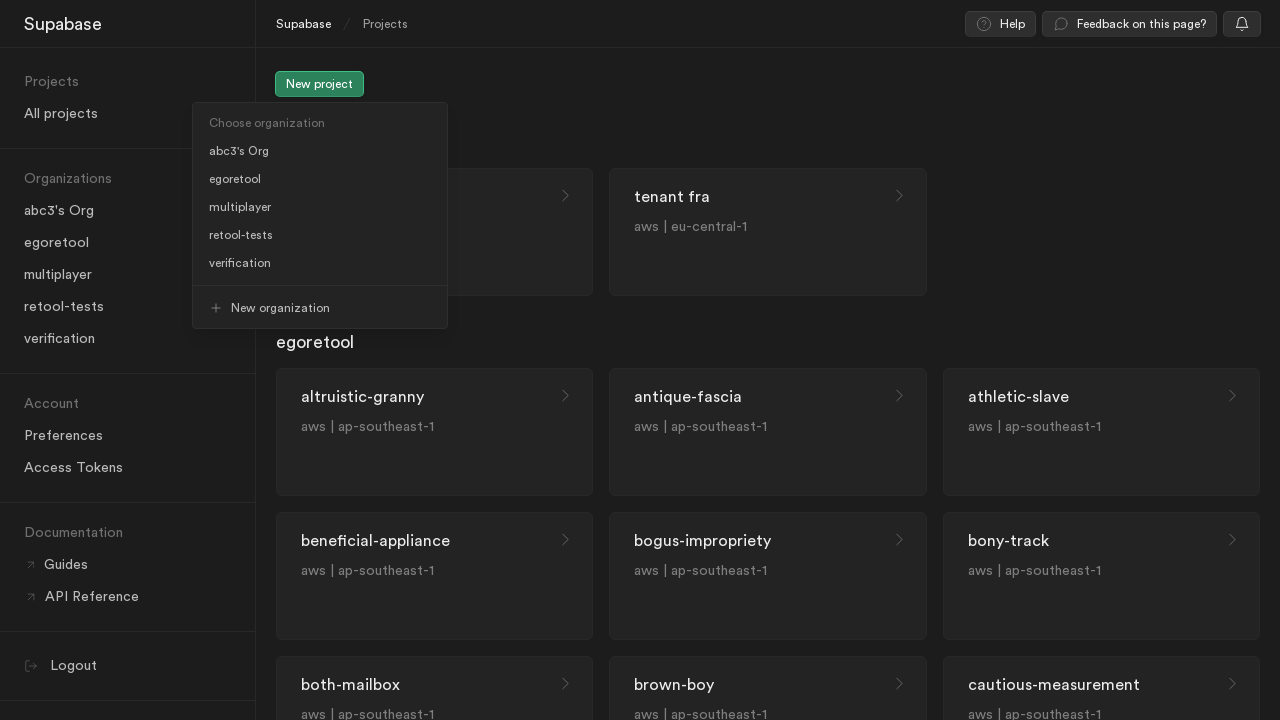 Supabase
Supabase / Projects
Help
Feedback on this page?
Projects
All projects
Organizations
abc3's Org
egoretool
multiplayer
retool-tests
verification
Account
Preferences
Access Tokens
Documentation
Guides
API Reference
Logout
New project
Choose organization
abc3's Org
egoretool
multiplayer
retool-tests
verification
New organization
tenant fra
aws | eu-central-1
egoretool
altruistic-granny
aws | ap-southeast-1
antique-fascia
aws | ap-southeast-1
athletic-slave
aws | ap-southeast-1
beneficial-appliance
aws | ap-southeast-1
bogus-impropriety
aws | ap-southeast-1
bony-track
aws | ap-southeast-1
both-mailbox
aws | ap-southeast-1
brown-boy
aws | ap-southeast-1
cautious-measurement
aws | ap-southeast-1